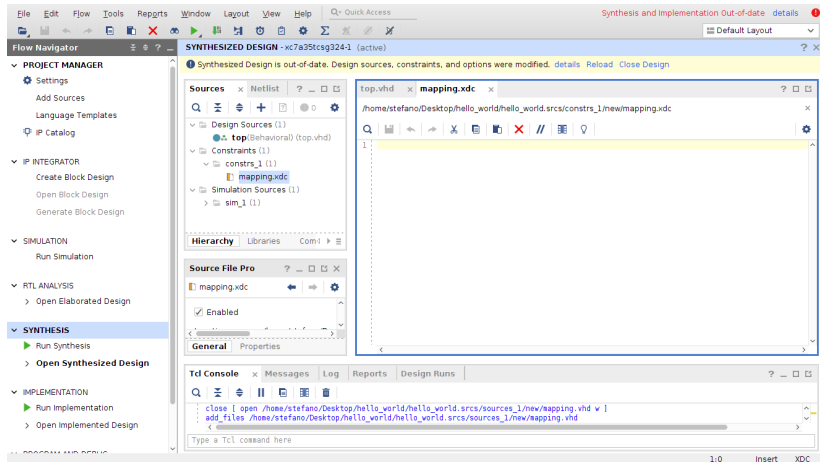 File Edit Flow Tools Reports Window Layout View Help Quick Access
Synthesis and Implementation Out-of-date details
Default Layout
Flow Navigator
SYNTHESIZED DESIGN - xc7a35tcsg324-1 (active)
Synthesized Design is out-of-date. Design sources, constraints, and options were modified. details Reload Close Design
PROJECT MANAGER
Settings
Add Sources
Language Templates
IP Catalog
IP INTEGRATOR
Create Block Design
Open Block Design
Generate Block Design
SIMULATION
Run Simulation
RTL ANALYSIS
Open Elaborated Design
SYNTHESIS
Run Synthesis
Open Synthesized Design
IMPLEMENTATION
Run Implementation
Open Implemented Design
Sources Netlist
0
Design Sources (1)
top(Behavioral) (top.vhd)
Constraints (1)
constrs_1 (1)
mapping.xdc
Simulation Sources (1)
sim_1 (1)
Hierarchy Libraries
Source File Pro
mapping.xdc
Enabled
General Properties
top.vhd mapping.xdc
/home/stefano/Desktop/hello_world/hello_world.srcs/constrs_1/new/mapping.xdc
1
Tcl Console Messages Log Reports Design Runs
close [ open /home/stefano/Desktop/hello_world/hello_world.srcs/sources_1/new/mapping.vhd w ]
add_files /home/stefano/Desktop/hello_world/hello_world.srcs/sources_1/new/mapping.vhd
Type a Tcl command here
1:0 Insert XDC